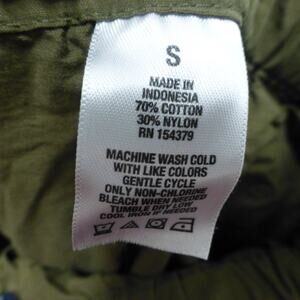 S
MADE IN
INDONESIA
70% COTTON
30% NYLON
RN 154379
MACHINE WASH COLD
WITH LIKE COLORS
GENTLE CYCLE
ONLY NON-CHLORINE
BLEACH WHEN NEEDED
TUMBLE DRY LOW
COOL IRON IF NEEDED